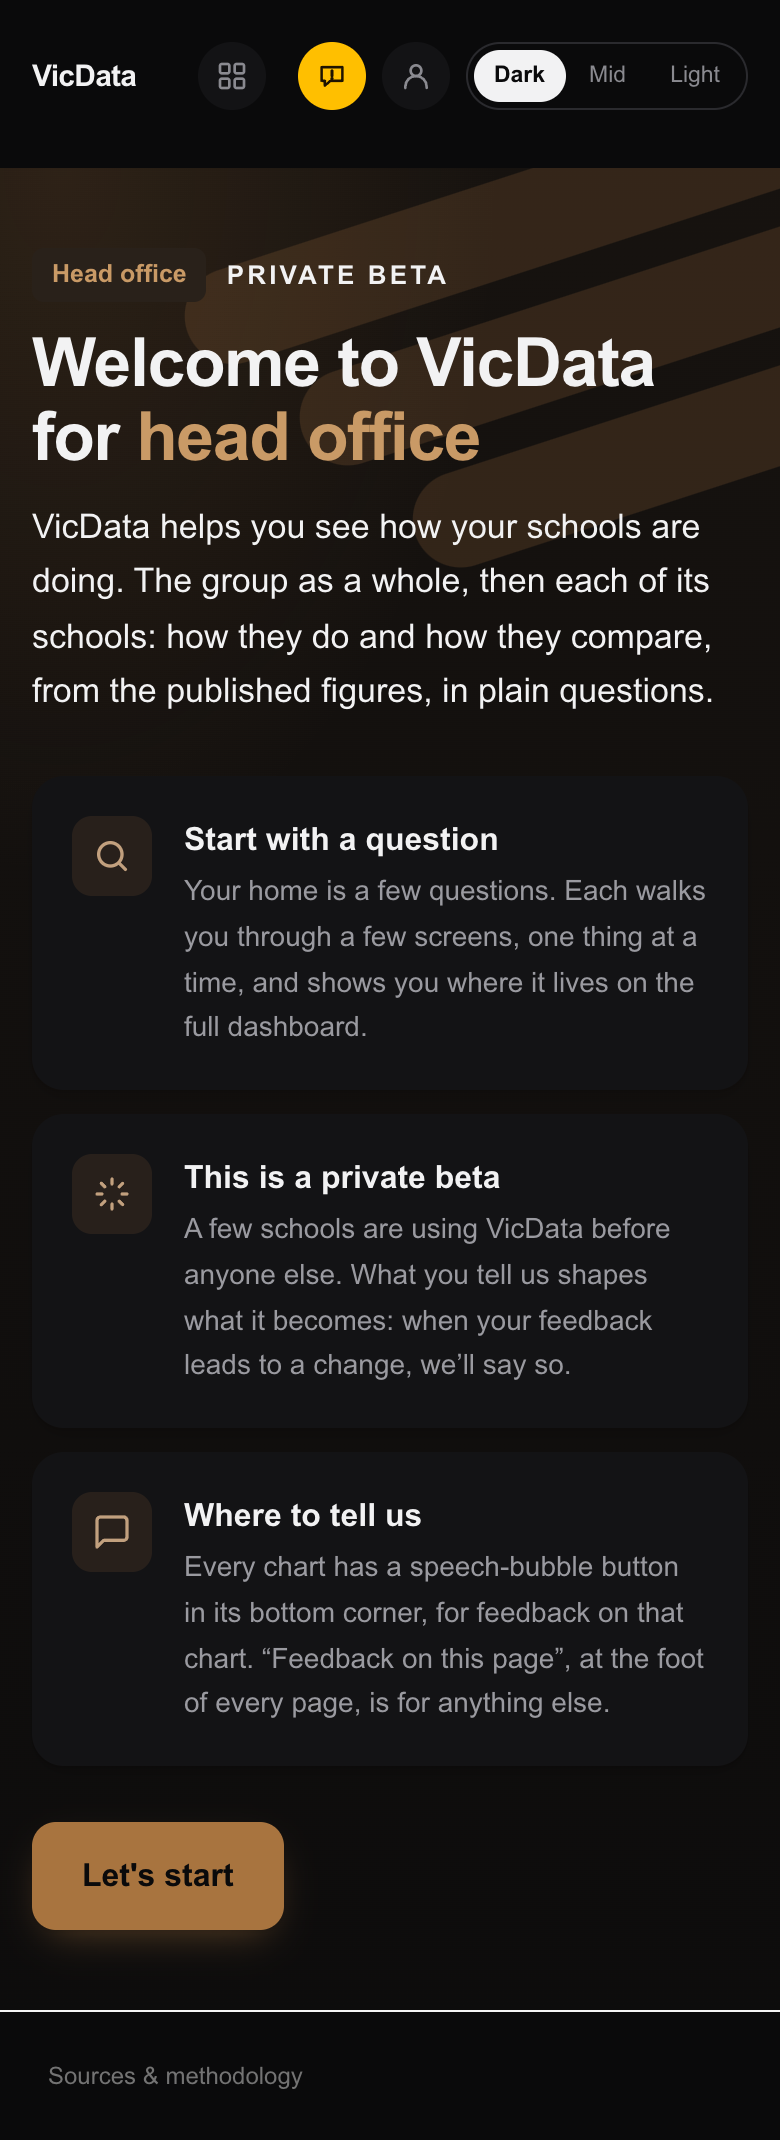 VicData
Dark Mid Light
Head office PRIVATE BETA
Welcome to VicData
for head office
VicData helps you see how your schools are
doing. The group as a whole, then each of its
schools: how they do and how they compare,
from the published figures, in plain questions.
Start with a question
Your home is a few questions. Each walks
you through a few screens, one thing at a
time, and shows you where it lives on the
full dashboard.
This is a private beta
A few schools are using VicData before
anyone else. What you tell us shapes
what it becomes: when your feedback
leads to a change, we’ll say so.
Where to tell us
Every chart has a speech-bubble button
in its bottom corner, for feedback on that
chart. “Feedback on this page”, at the foot
of every page, is for anything else.
Let's start
Sources & methodology